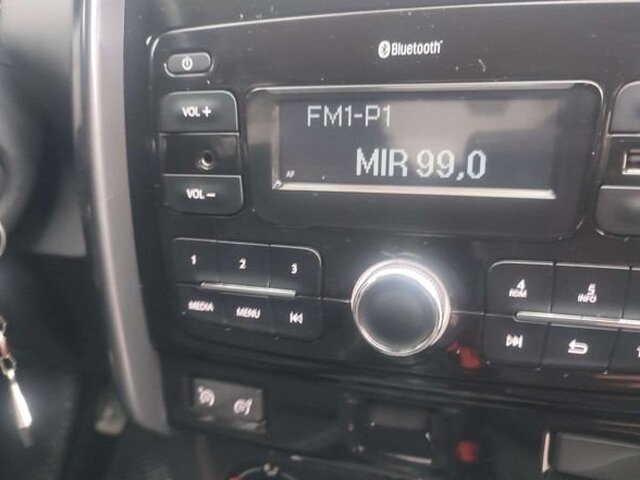 Bluetooth
VOL +
FM1-P1
MIR 99,0
AF
VOL −
1 2 3
4 RDM
5 INFO
MEDIA MENU